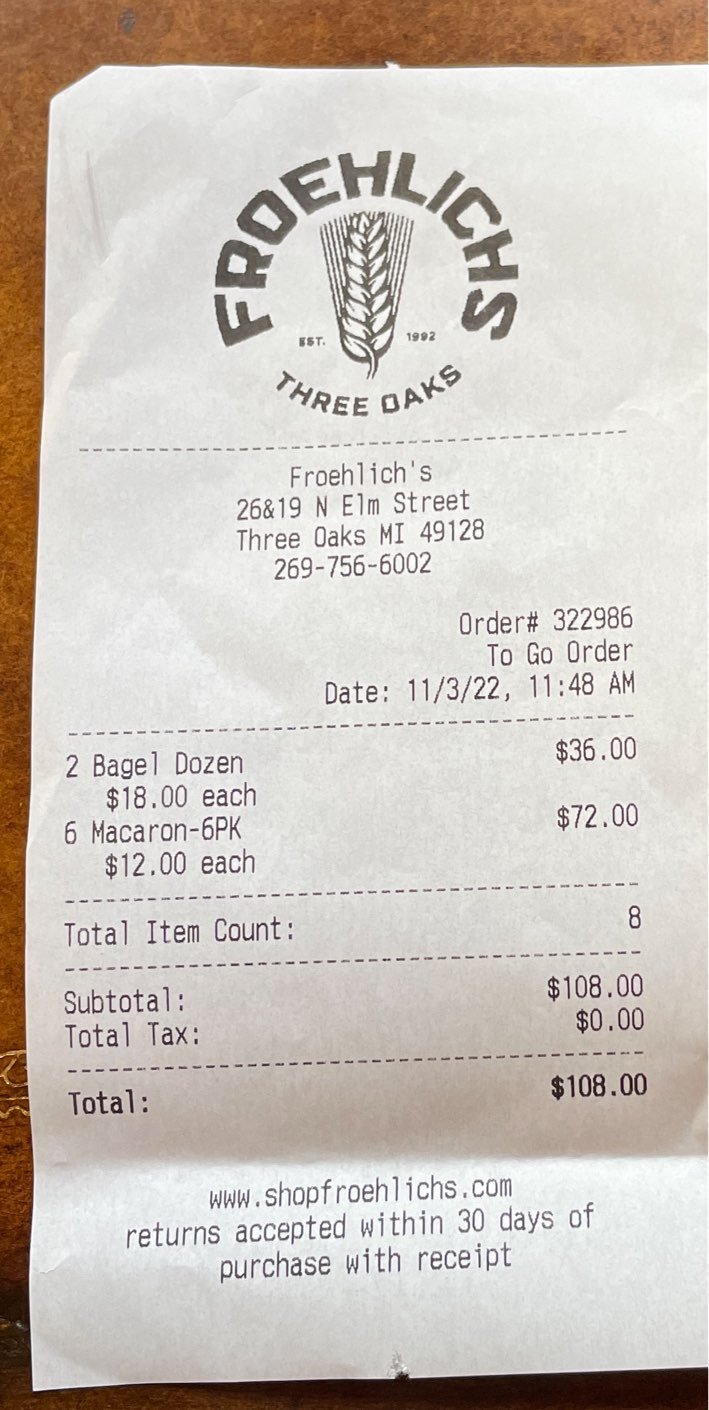 FROEHLICHS
EST. 1992
THREE OAKS
Froehlich's
26&19 N Elm Street
Three Oaks MI 49128
269-756-6002
Order# 322986
To Go Order
Date: 11/3/22, 11:48 AM
2 Bagel Dozen $36.00
$18.00 each
6 Macaron-6PK $72.00
$12.00 each
Total Item Count: 8
Subtotal: $108.00
Total Tax: $0.00
Total: $108.00
www.shopfroehlichs.com
returns accepted within 30 days of
purchase with receipt